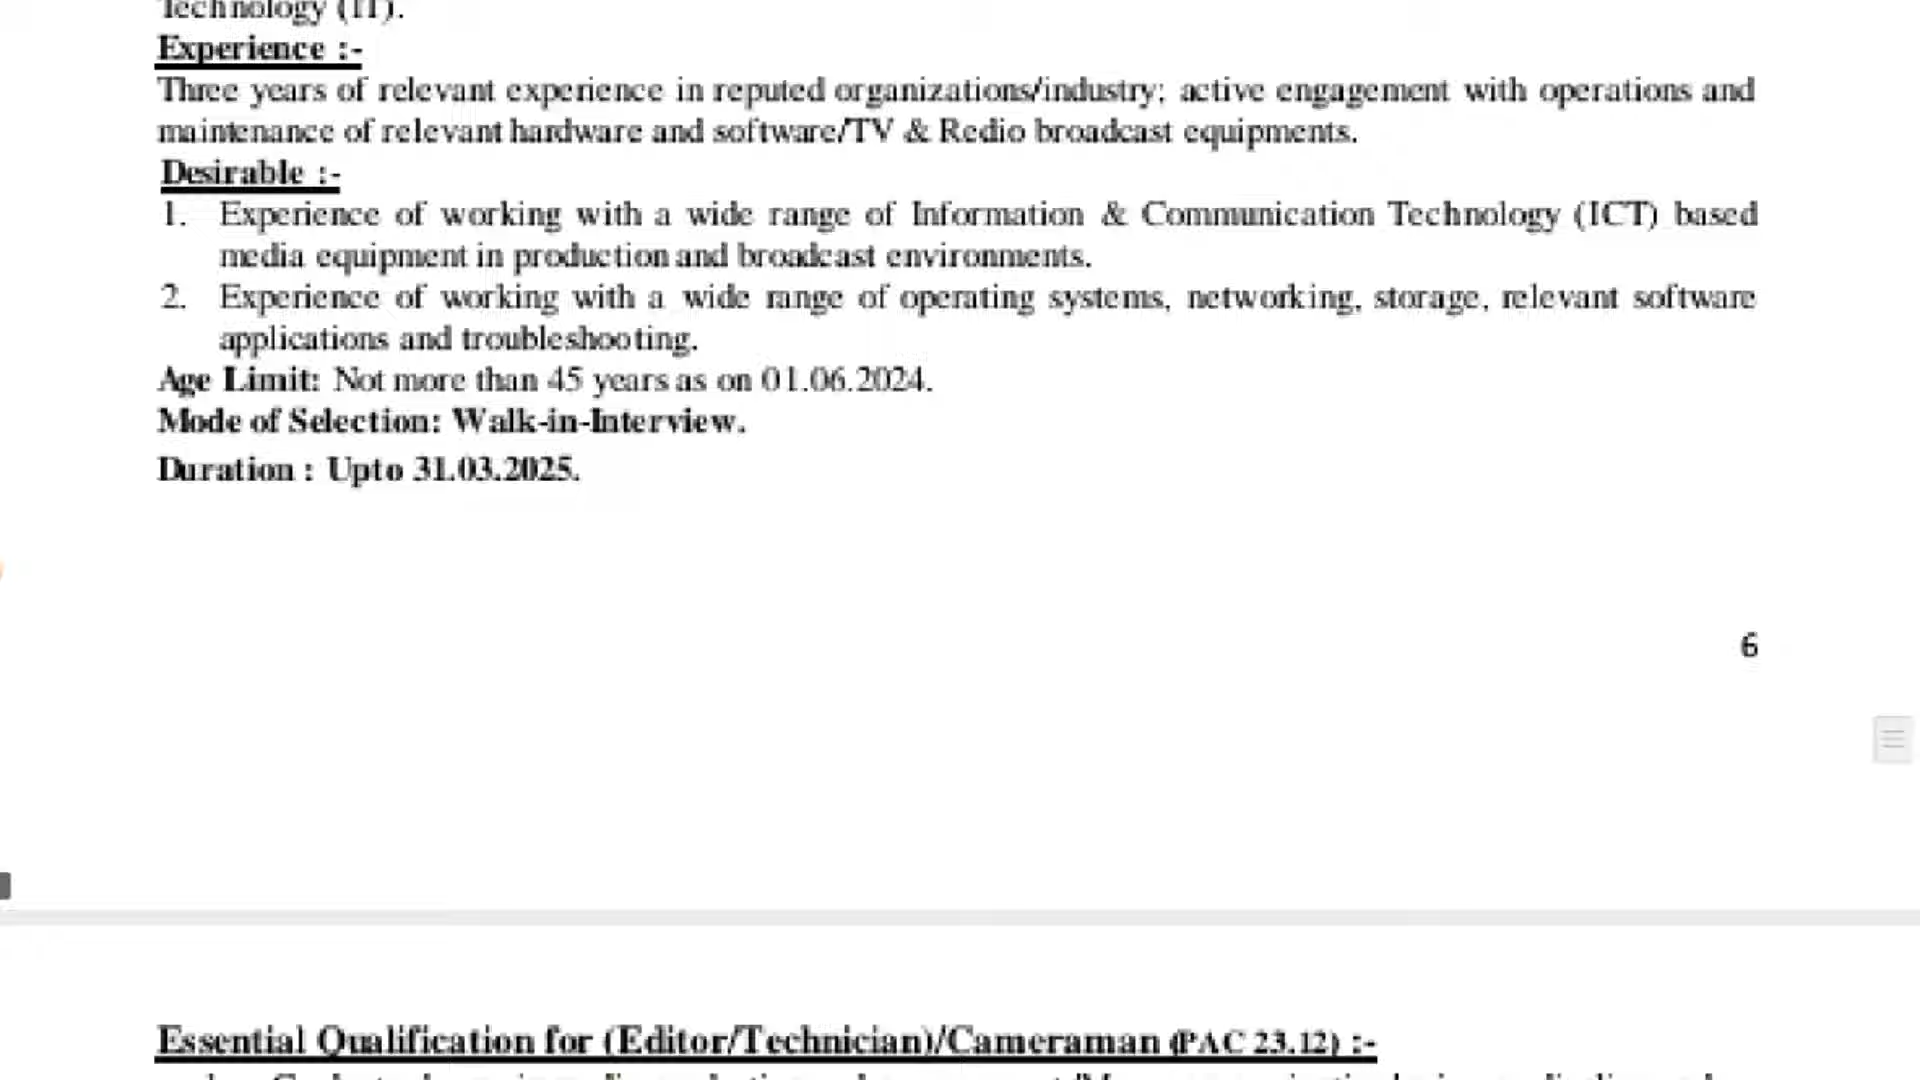 Technology (IT).
Experience :-
Three years of relevant experience in reputed organizations/industry; active engagement with operations and
maintenance of relevant hardware and software/TV & Redio broadcast equipments.
Desirable :-
1. Experience of working with a wide range of Information & Communication Technology (ICT) based
media equipment in production and broadcast environments.
2. Experience of working with a wide range of operating systems, networking, storage, relevant software
applications and troubleshooting.
Age Limit: Not more than 45 years as on 01.06.2024.
Mode of Selection: Walk-in-Interview.
Duration : Upto 31.03.2025.
6
Essential Qualification for (Editor/Technician)/Cameraman (PAC 23.12) :-